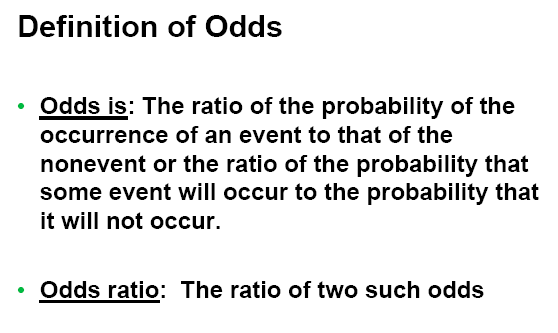 Definition of Odds
• Odds is: The ratio of the probability of the
occurrence of an event to that of the
nonevent or the ratio of the probability that
some event will occur to the probability that
it will not occur.
• Odds ratio: The ratio of two such odds